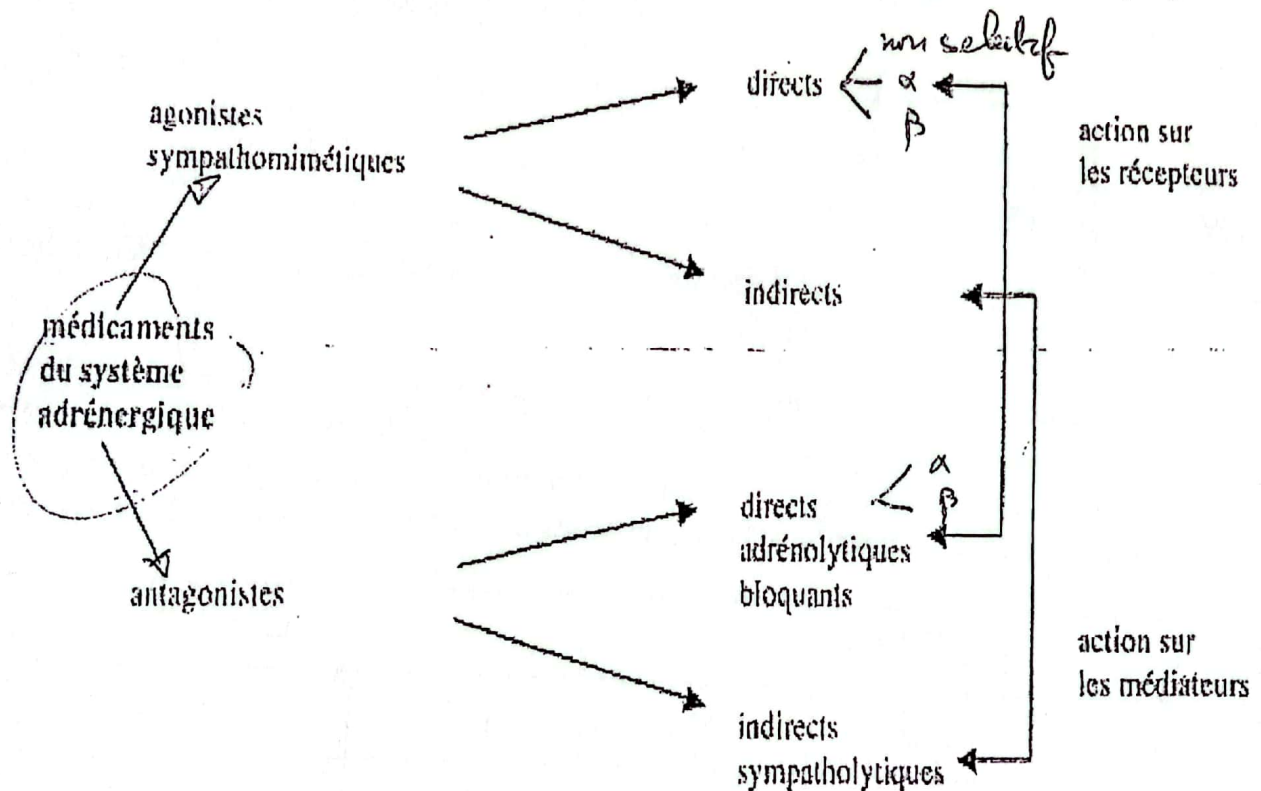 non selectif
directs
α
β
agonistes
sympathomimétiques
action sur
les récepteurs
indirects
médicaments
du système
adrénergique
α
β
directs
adrénolytiques
bloquants
antagonistes
action sur
les médiateurs
indirects
sympatholytiques